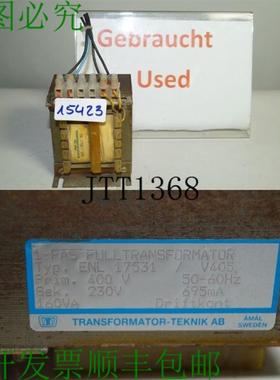 图必究
Gebraucht
Used
15423
JTT1368
1-FAS FULLTRANSFORMATOR
Typ. ENL 17531 / V405
Prim. 400 V 50-60Hz
Sek. 230V 695mA
160VA Driftkont
TRANSFORMATOR-TEKNIK AB
ÅMÅL
SWEDEN
开发票顺丰包邮